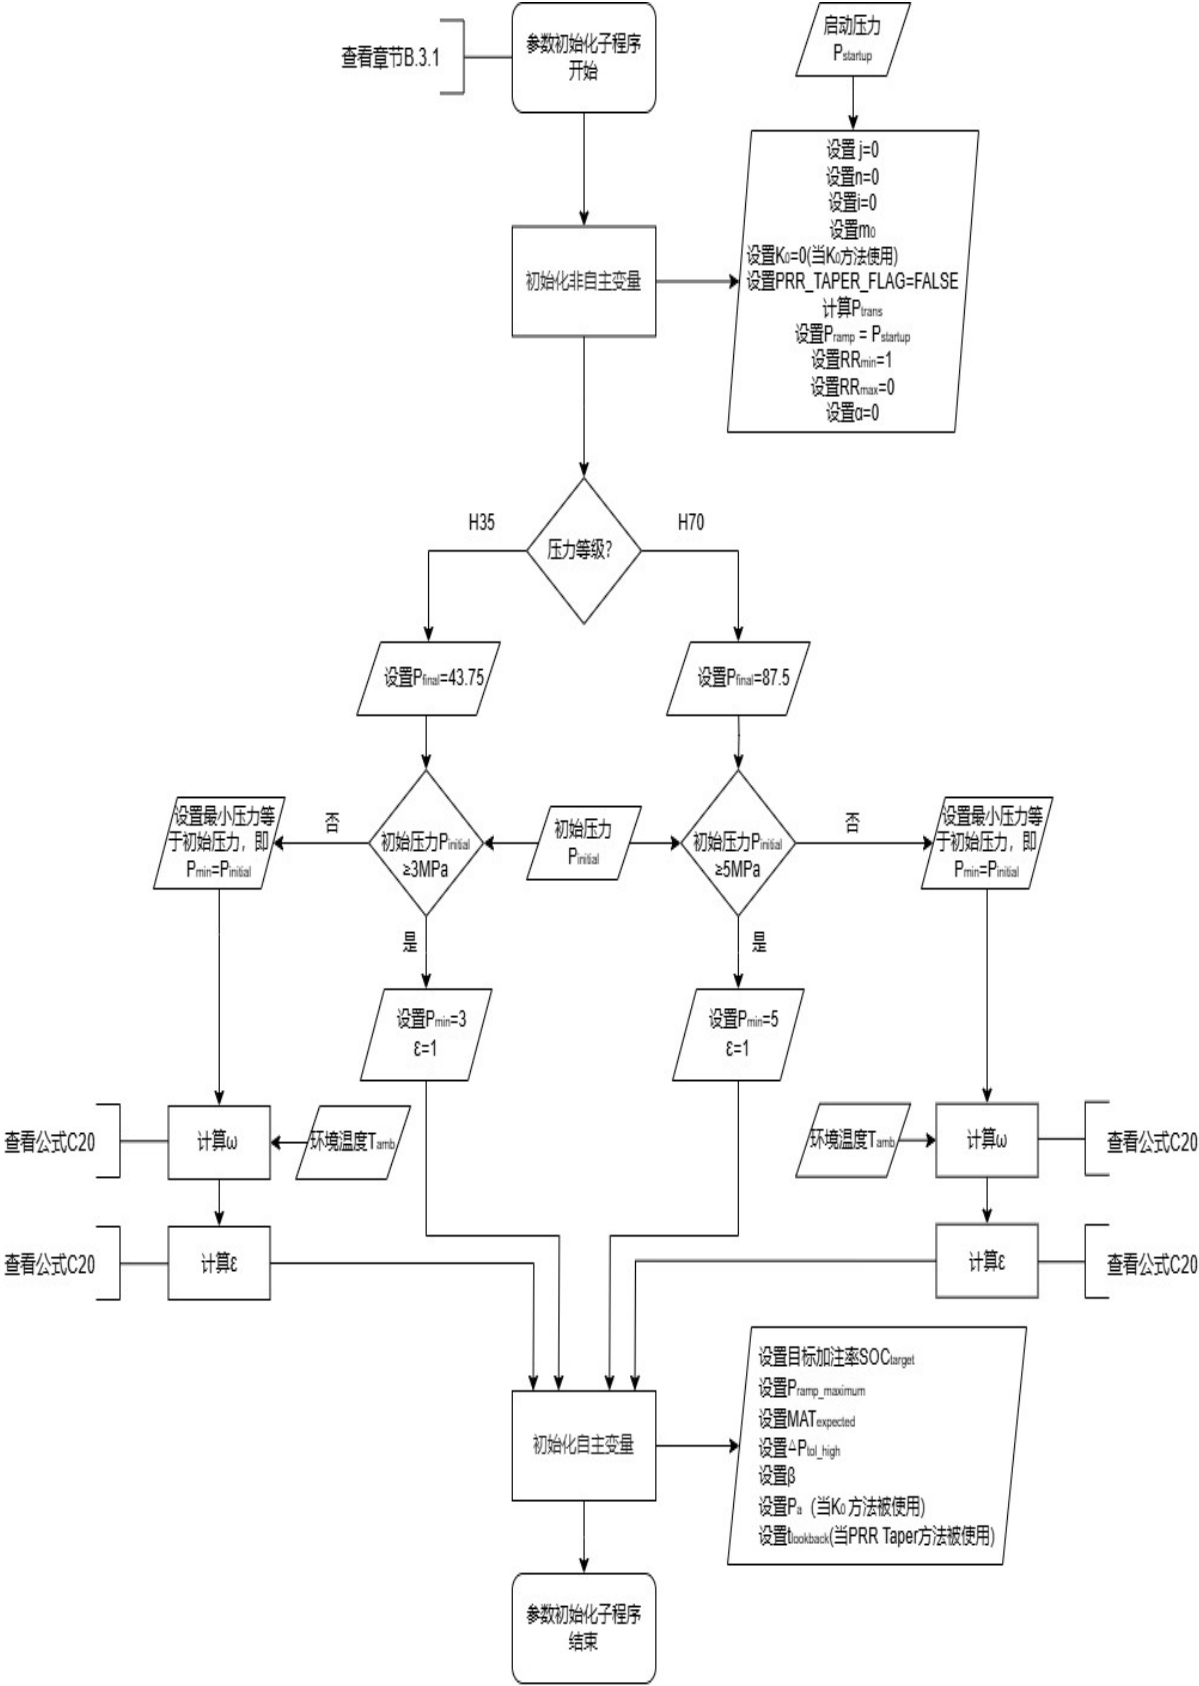 查看章节B.3.1
参数初始化子程序
开始
启动压力
Pstartup
设置 j=0
设置n=0
设置i=0
设置m₀
设置K₀=0(当K₀方法使用)
设置PRR_TAPER_FLAG=FALSE
计算Ptrans
设置Pramp = Pstartup
设置RRmin=1
设置RRmax=0
设置α=0
初始化非自主变量
压力等级?
H35
H70
设置Pfinal=43.75
设置Pfinal=87.5
设置最小压力等
于初始压力，即
Pmin=Pinitial
否
初始压力Pinitial
≥3MPa
初始压力
Pinitial
初始压力Pinitial
≥5MPa
否
设置最小压力等
于初始压力，即
Pmin=Pinitial
是
是
设置Pmin=3
ε=1
设置Pmin=5
ε=1
查看公式C20
计算ω
环境温度Tamb
环境温度Tamb
计算ω
查看公式C20
查看公式C20
计算ε
计算ε
查看公式C20
初始化自主变量
设置目标加注率SOCtarget
设置Pramp_maximum
设置MATexpected
设置△Ptol_high
设置β
设置Pa（当K₀ 方法被使用)
设置tlookback(当PRR Taper方法被使用)
参数初始化子程序
结束